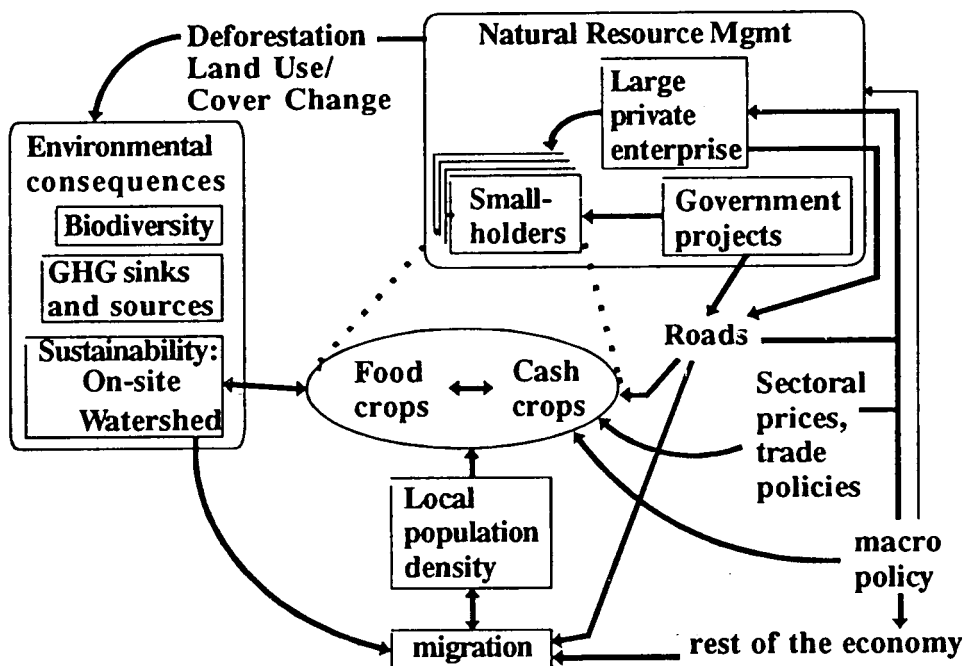 Deforestation
Land Use/
Cover Change
Natural Resource Mgmt
Large
private
enterprise
Small-
holders
Government
projects
Environmental
consequences
Biodiversity
GHG sinks
and sources
Sustainability:
On-site
Watershed
Food
crops
Cash
crops
Roads
Sectoral
prices,
trade
policies
Local
population
density
macro
policy
migration
rest of the economy